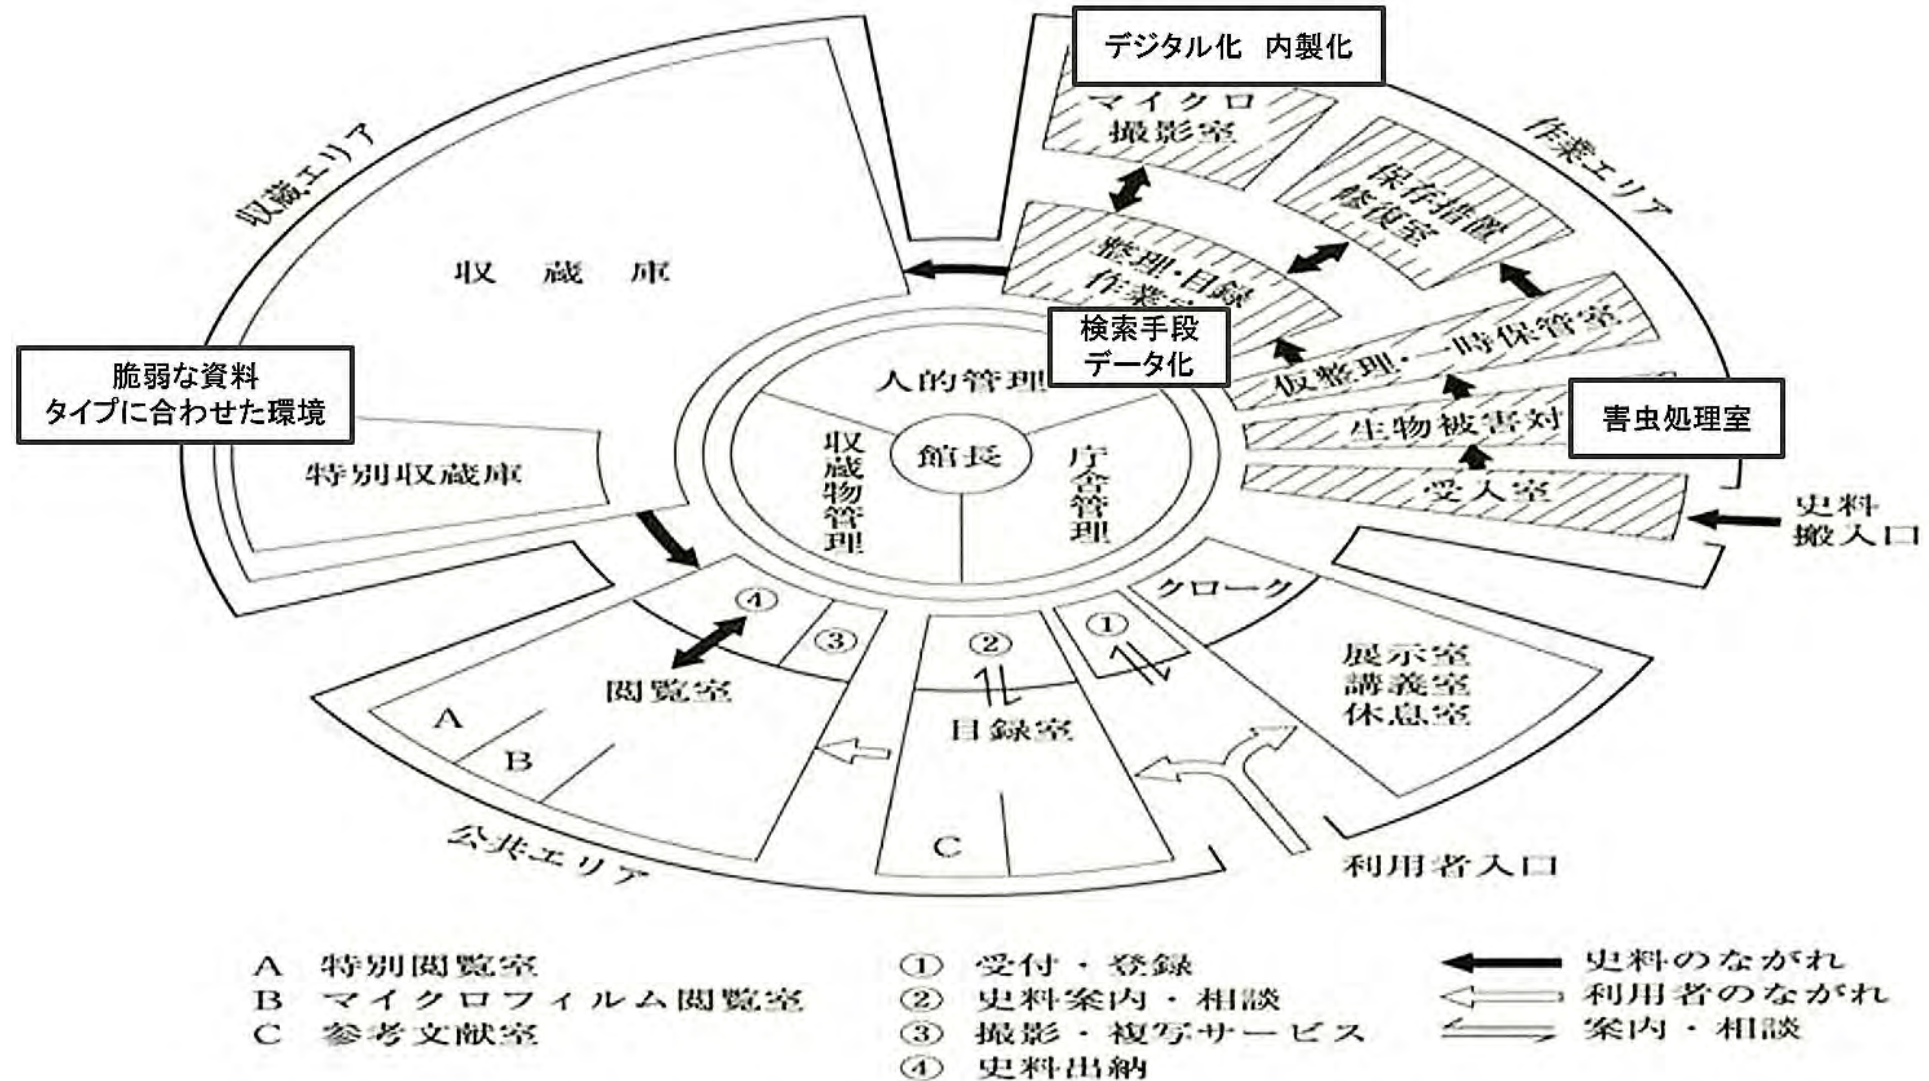 デジタル化 内製化
マイクロ
撮影室
作業エリア
保存措置
修復室
収蔵エリア
収蔵庫
整理・目録
作業
検索手段
データ化
仮整理・一時保管室
脆弱な資料
タイプに合わせた環境
人的管理
生物被害対
害虫処理室
特別収蔵庫
収蔵物管理
館長
庁舎管理
受入室
史料
搬入口
クローク
④
③
②
①
閲覧室
目録室
展示室
講義室
休息室
A
B
C
公共エリア
利用者入口
A 特別閲覧室
B マイクロフィルム閲覧室
C 参考文献室
① 受付・登録
② 史料案内・相談
③ 撮影・複写サービス
④ 史料出納
史料のながれ
利用者のながれ
案内・相談